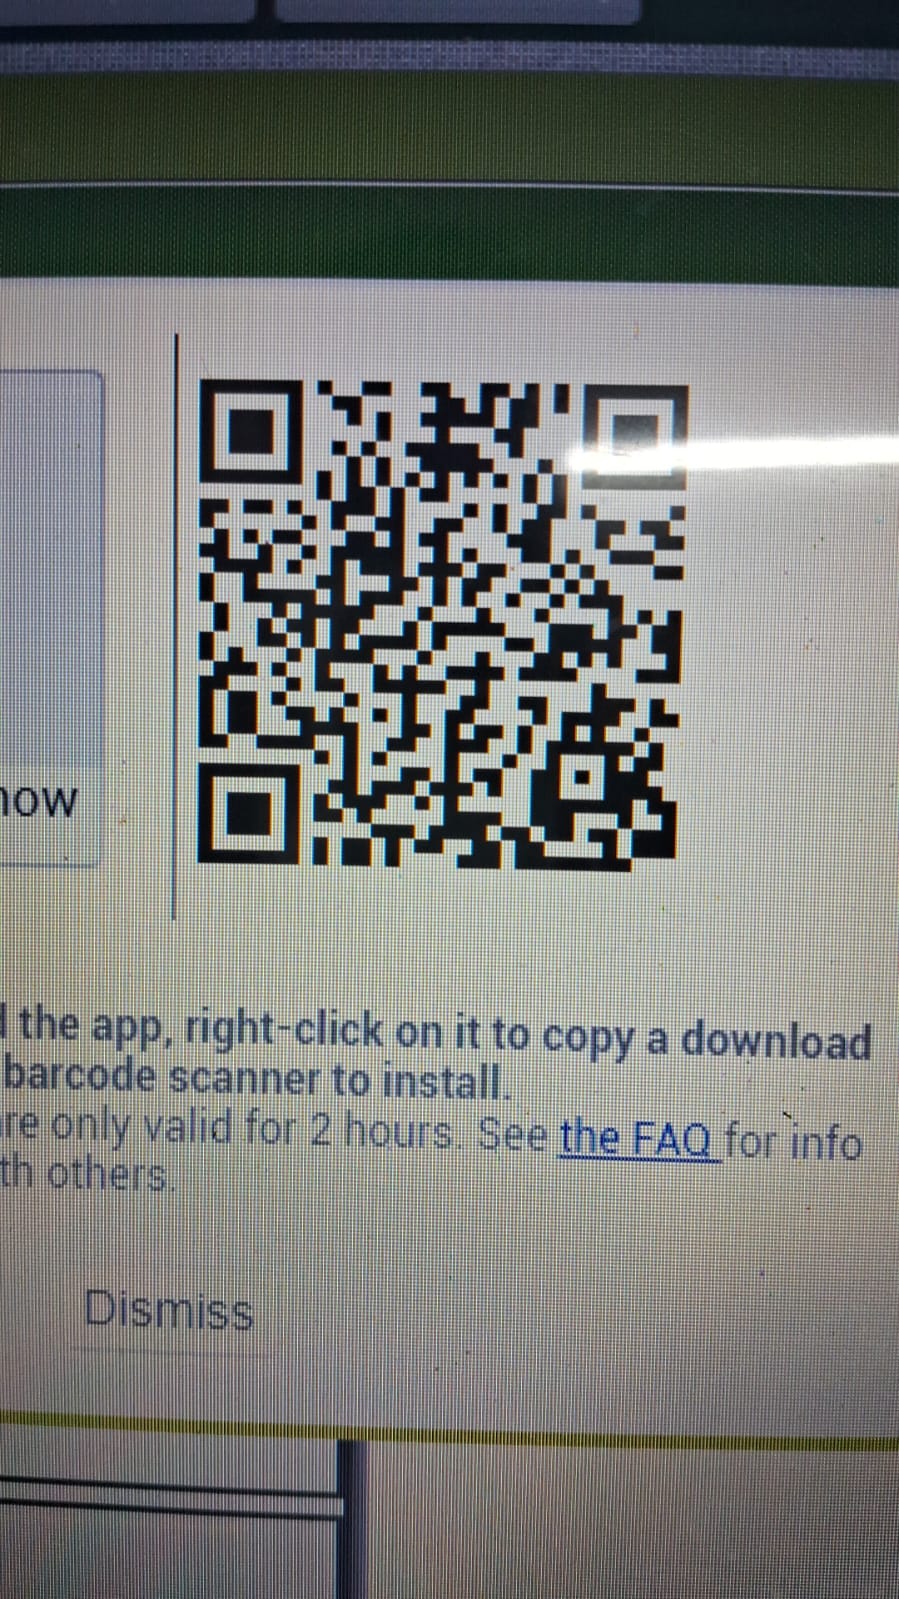 now
the app, right-click on it to copy a download
barcode scanner to install.
are only valid for 2 hours. See the FAQ for info
th others.
Dismiss